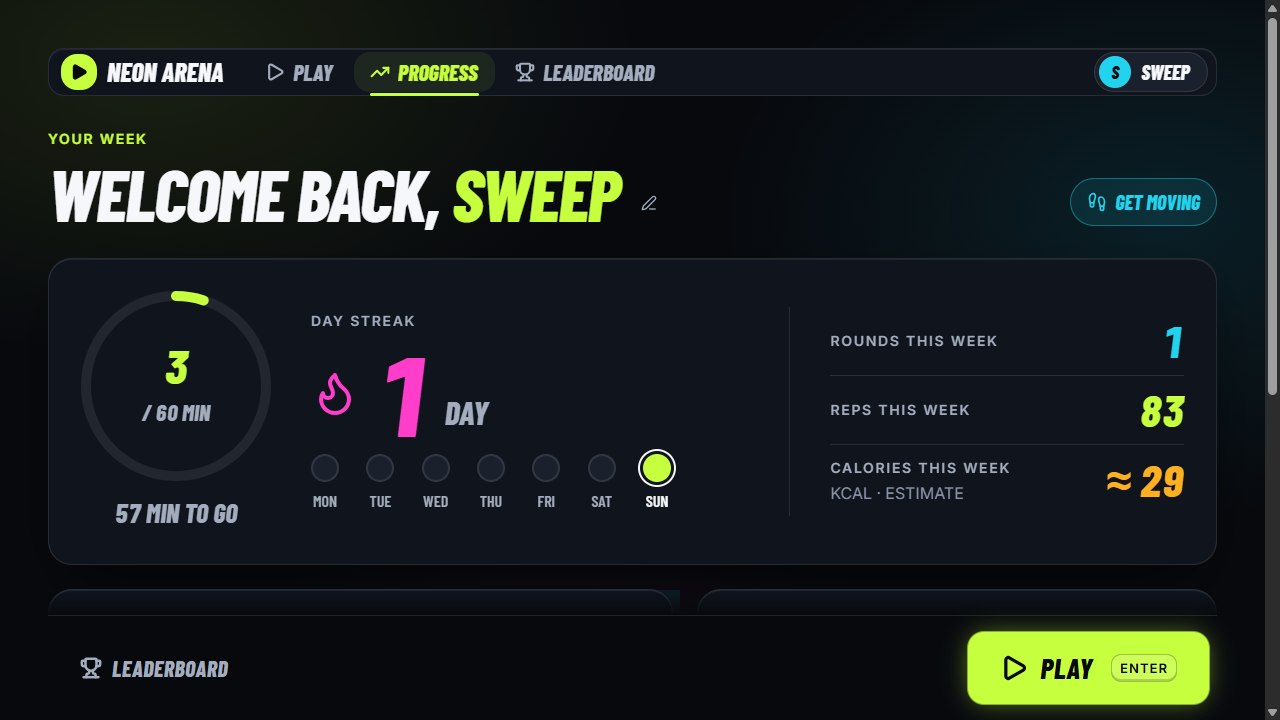 NEON ARENA
PLAY
PROGRESS
LEADERBOARD
S
SWEEP
YOUR WEEK
WELCOME BACK, SWEEP
GET MOVING
3
/ 60 MIN
57 MIN TO GO
DAY STREAK
1 DAY
MON TUE WED THU FRI SAT SUN
ROUNDS THIS WEEK 1
REPS THIS WEEK 83
CALORIES THIS WEEK
KCAL · ESTIMATE
≈ 29
LEADERBOARD
PLAY ENTER